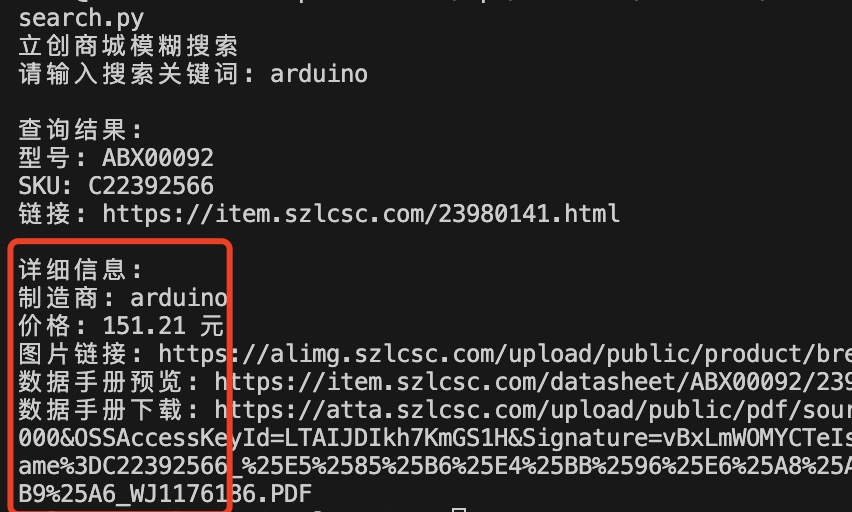 search.py
立创商城模糊搜索
请输入搜索关键词: arduino
查询结果:
型号: ABX00092
SKU: C22392566
链接: https://item.szlcsc.com/23980141.html
详细信息:
制造商: arduino
价格: 151.21 元
图片链接: https://alimg.szlcsc.com/upload/public/product/bre
数据手册预览: https://item.szlcsc.com/datasheet/ABX00092/239
数据手册下载: https://atta.szlcsc.com/upload/public/pdf/sour
000&OSSAccessKeyId=LTAIJDIkh7KmGS1H&Signature=vBxLmWOMYCTeIs
ame%3DC22392566_%25E5%2585%25B6%25E4%25BB%2596%25E6%25A8%25A
B9%25A6_WJ1176136.PDF